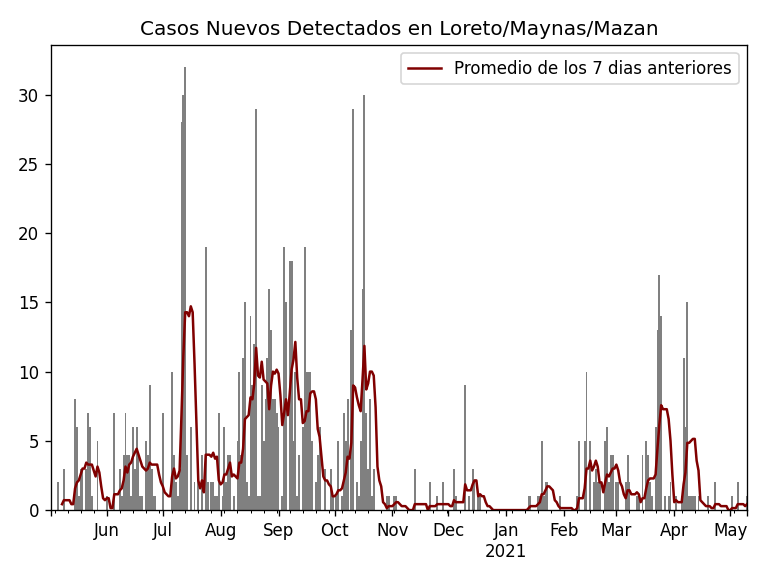 Casos Nuevos Detectados en Loreto/Maynas/Mazan
Promedio de los 7 dias anteriores
30
25
20
15
10
5
0
Jun Jul Aug Sep Oct Nov Dec Jan Feb Mar Apr May
2021